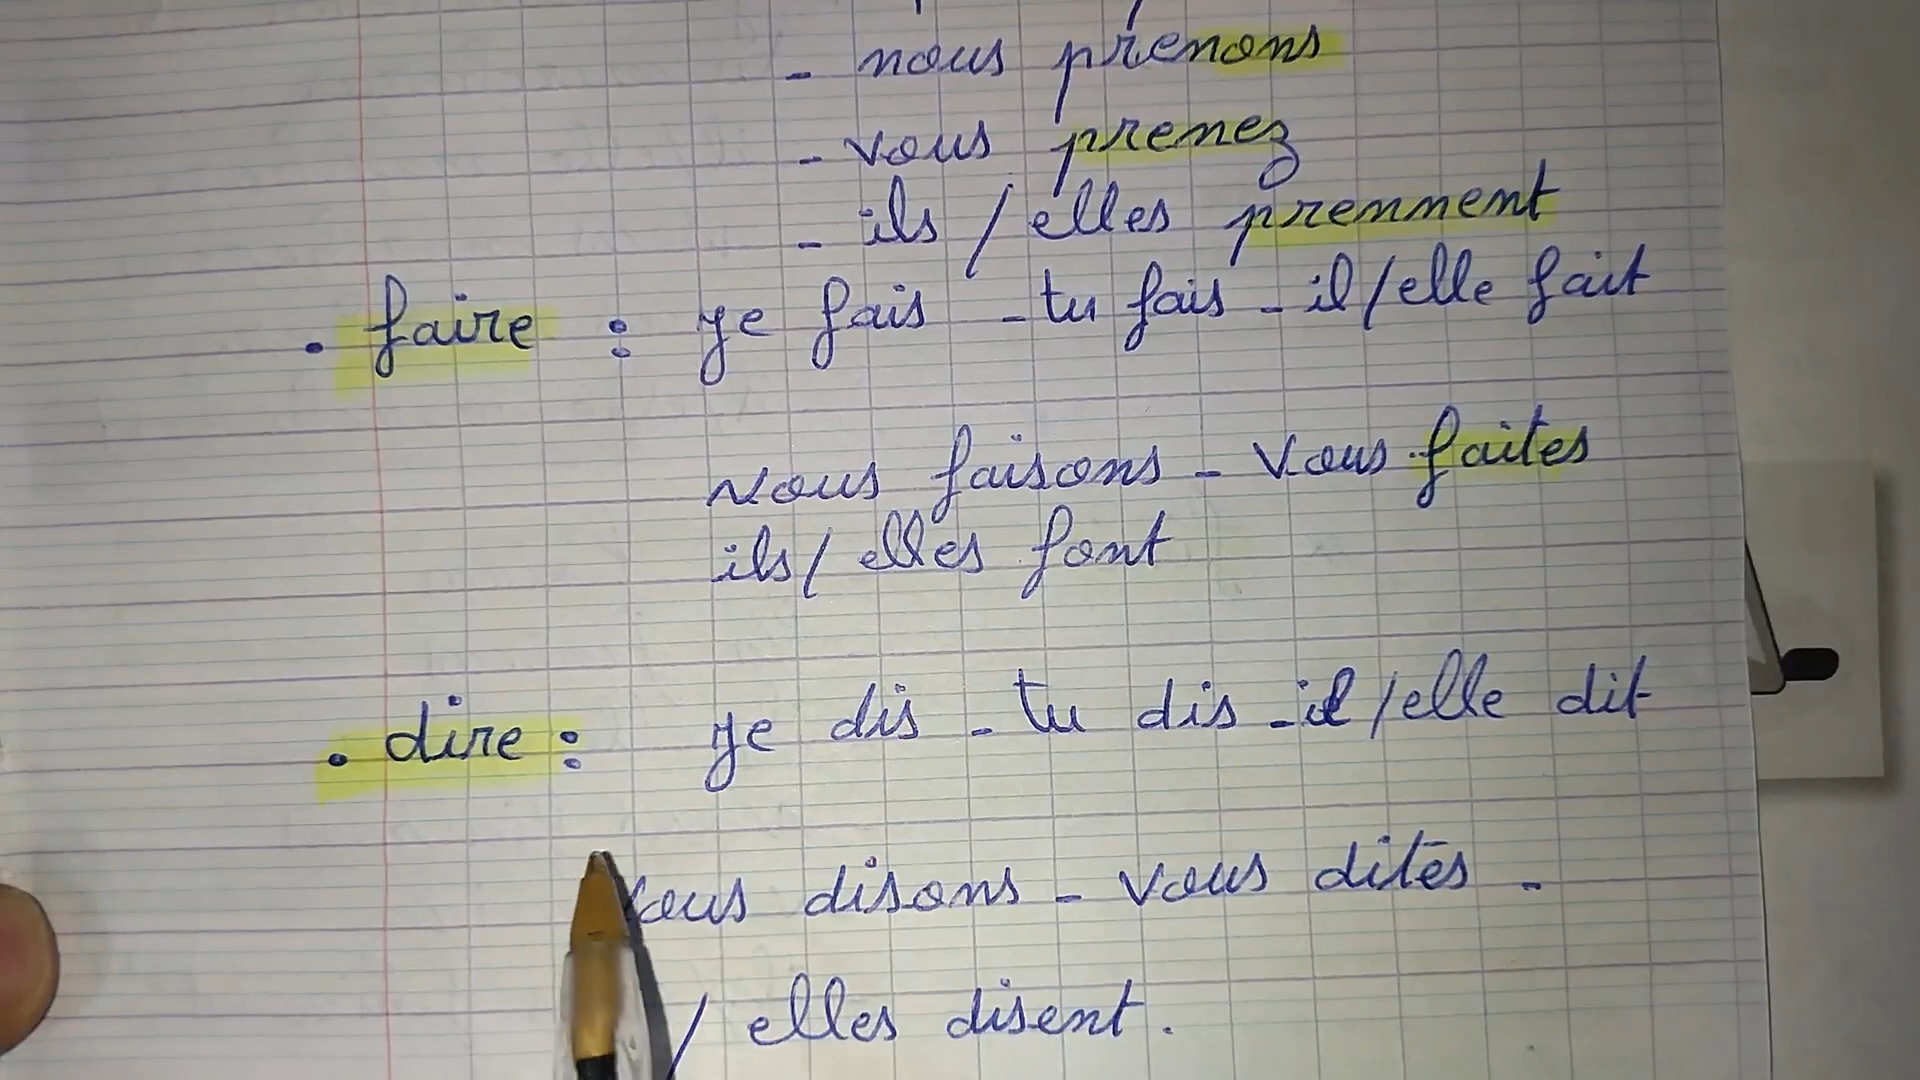 - nous prenons
- vous prenez
- ils / elles prennent
. faire : je fais - tu fais - il / elle fait
nous faisons - vous faites
ils / elles font
. dire : je dis - tu dis - il / elle dit
disons - vous dites -
/ elles disent.